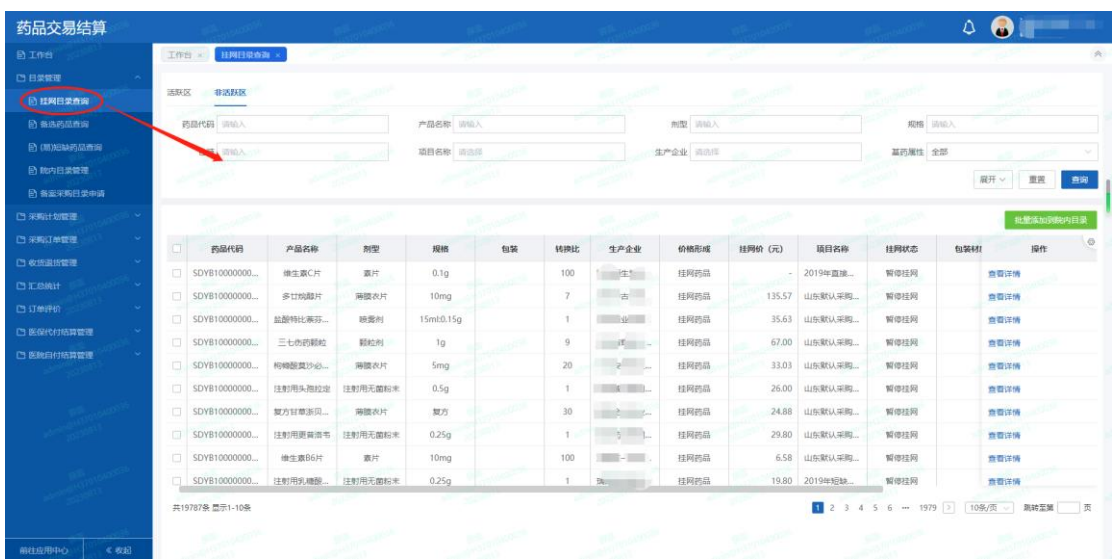 药品交易结算
工作台
目录管理
挂网目录查询
备选药品查询
(易)短缺药品查询
院内目录管理
备案采购目录申请
采购计划管理
采购订单管理
收货退货管理
汇总统计
订单评价
医保代付结算管理
医院自付结算管理
前往应用中心 《 收起
工作台 × 挂网目录查询 ×
活跃区 非活跃区
药品代码 请输入 产品名称 请输入 剂型 请输入 规格 请输入
请输入 项目名称 请选择 生产企业 请选择 基药属性 全部
展开 重置 查询
批量添加到院内目录
药品代码 产品名称 剂型 规格 包装 转换比 生产企业 价格形成 挂网价（元） 项目名称 挂网状态 包装材 操作
SDYB10000000... 维生素C片 素片 0.1g 100 挂网药品 - 2019年直接... 暂停挂网 查看详情
SDYB10000000... 多廿烷醇片 薄膜衣片 10mg 7 挂网药品 135.57 山东默认采购... 暂停挂网 查看详情
SDYB10000000... 盐酸特比萘芬... 喷雾剂 15ml:0.15g 1 挂网药品 35.63 山东默认采购... 暂停挂网 查看详情
SDYB10000000... 三七伤药颗粒 颗粒剂 1g 9 挂网药品 67.00 山东默认采购... 暂停挂网 查看详情
SDYB10000000... 枸橼酸莫沙必... 薄膜衣片 5mg 20 挂网药品 33.03 山东默认采购... 暂停挂网 查看详情
SDYB10000000... 注射用头孢拉定 注射用无菌粉末 0.5g 1 挂网药品 26.00 山东默认采购... 暂停挂网 查看详情
SDYB10000000... 复方甘草浙贝... 薄膜衣片 复方 30 挂网药品 24.88 山东默认采购... 暂停挂网 查看详情
SDYB10000000... 注射用更昔洛韦 注射用无菌粉末 0.25g 1 挂网药品 29.80 山东默认采购... 暂停挂网 查看详情
SDYB10000000... 维生素B6片 素片 10mg 100 挂网药品 6.58 山东默认采购... 暂停挂网 查看详情
SDYB10000000... 注射用乳糖酸... 注射用无菌粉末 0.25g 1 挂网药品 19.80 2019年短缺... 暂停挂网 查看详情
共19787条 显示1-10条 1 2 3 4 5 6 ••• 1979 > 10条/页 跳转至第 页